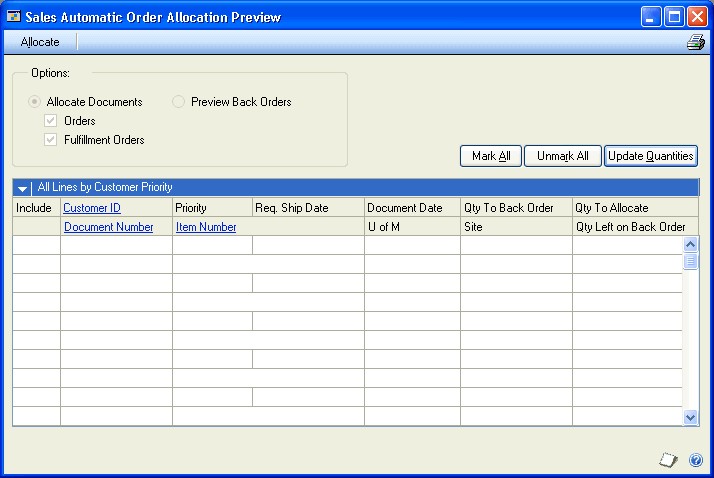 Sales Automatic Order Allocation Preview
Allocate
Options:
Allocate Documents Preview Back Orders
Orders
Fulfillment Orders
Mark All Unmark All Update Quantities
All Lines by Customer Priority
Include Customer ID Priority Req. Ship Date Document Date Qty To Back Order Qty To Allocate
Document Number Item Number U of M Site Qty Left on Back Order